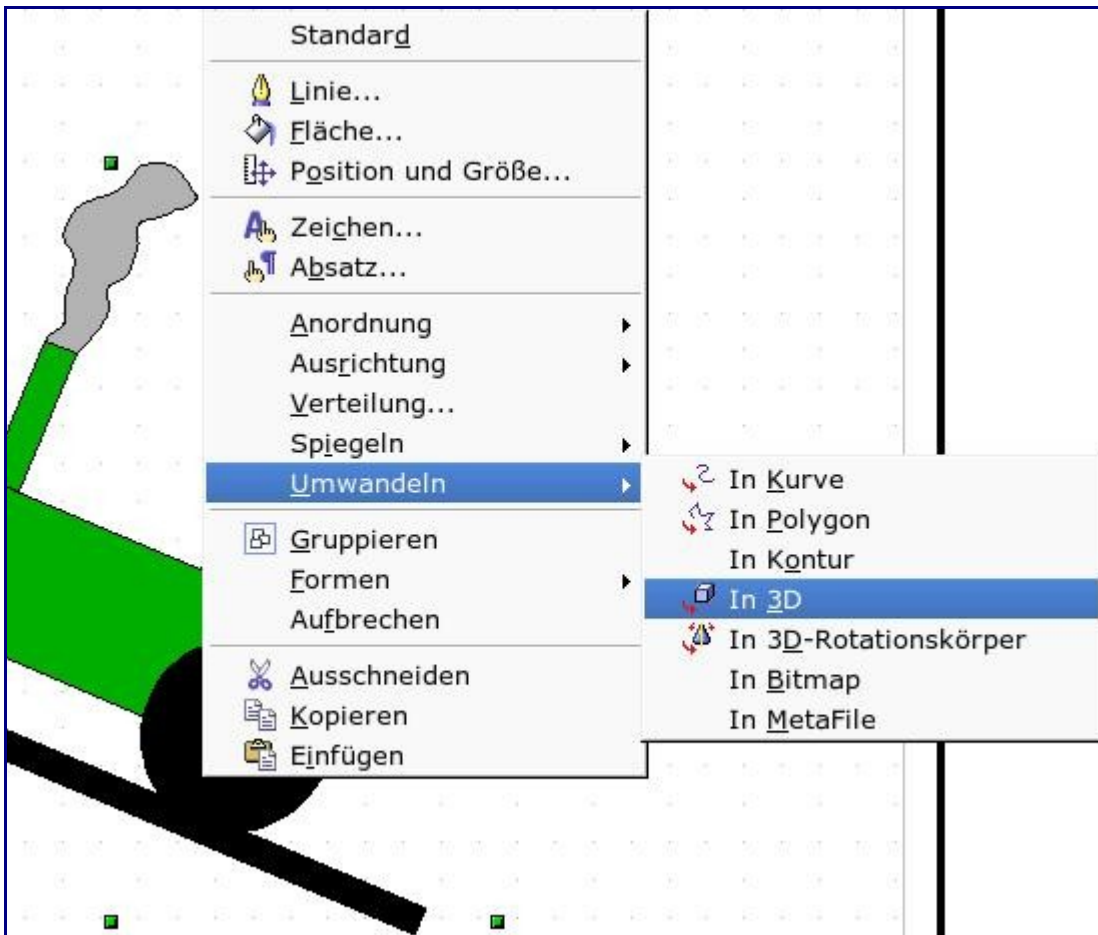 Standard
Linie...
Fläche...
Position und Größe...
Zeichen...
Absatz...
Anordnung
Ausrichtung
Verteilung...
Spiegeln
Umwandeln
Gruppieren
Formen
Aufbrechen
Ausschneiden
Kopieren
Einfügen
In Kurve
In Polygon
In Kontur
In 3D
In 3D-Rotationskörper
In Bitmap
In MetaFile